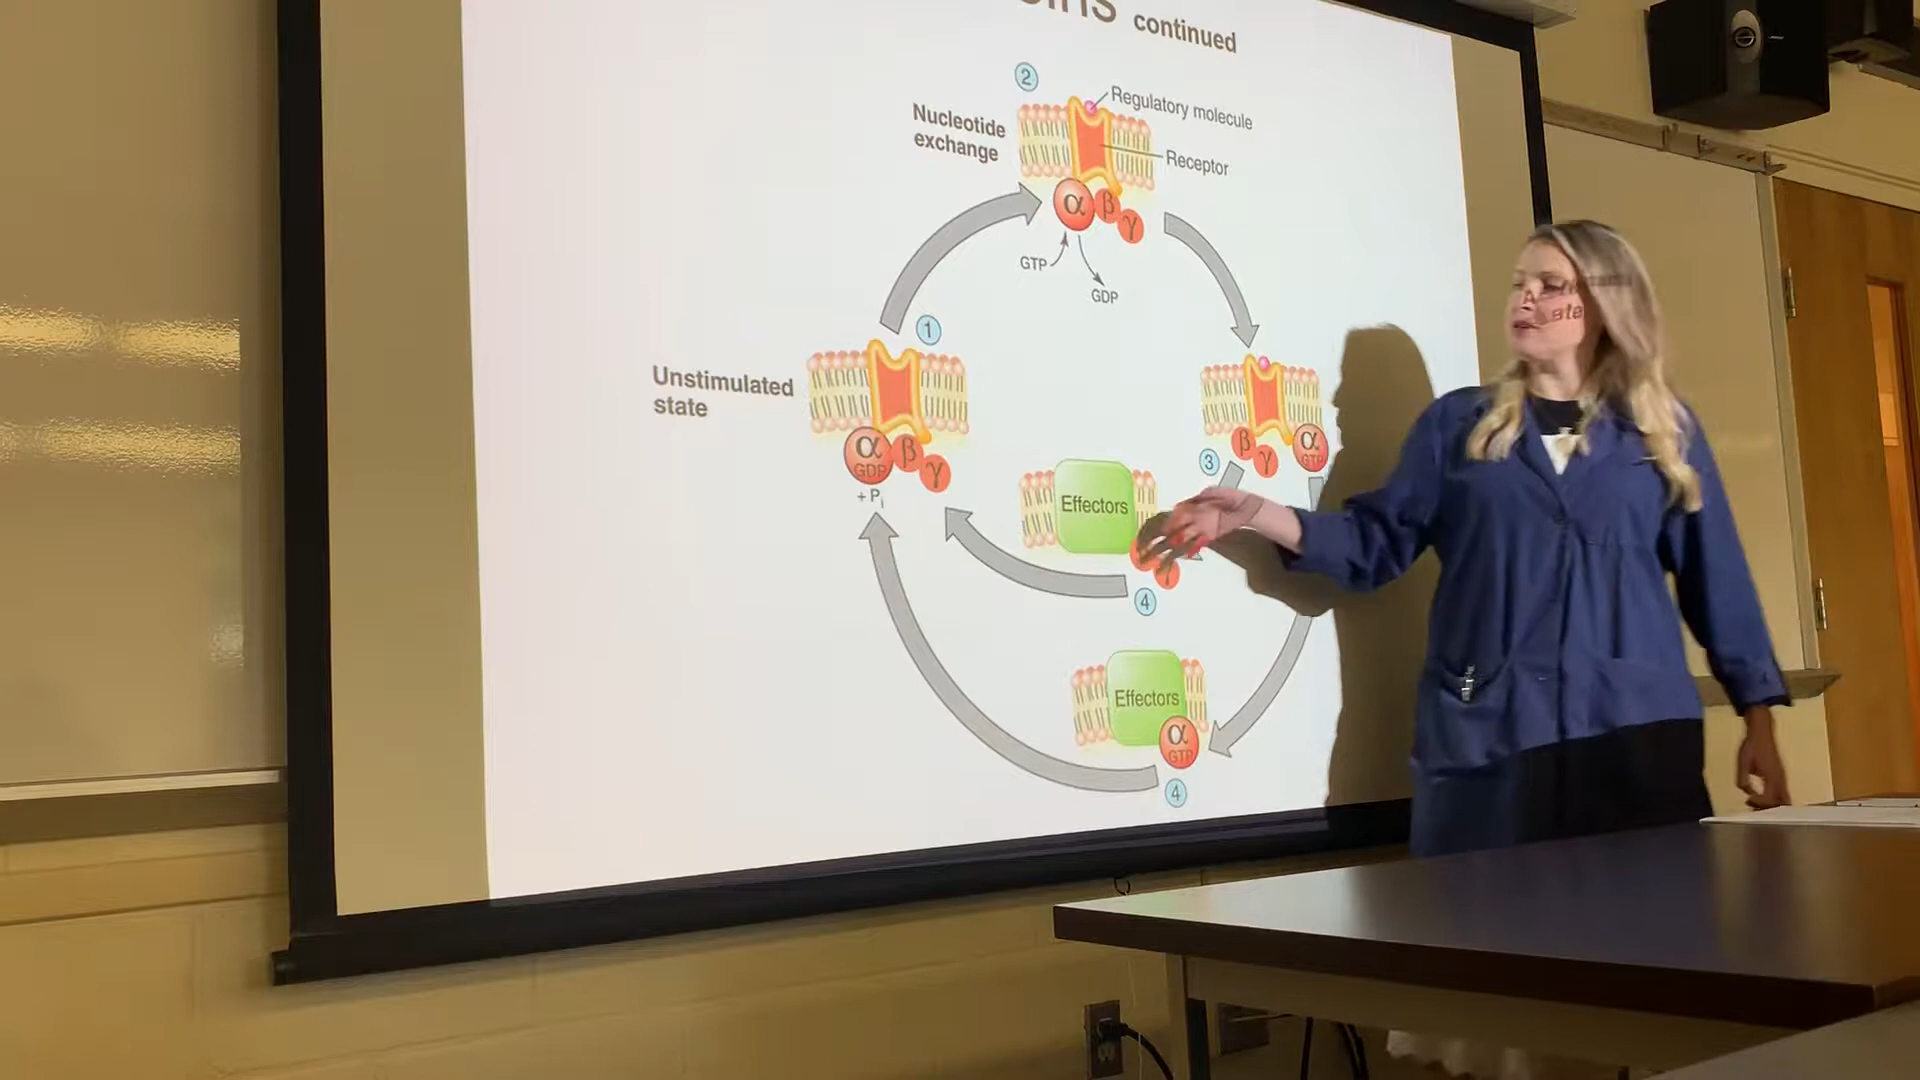 continued
2
Regulatory molecule
Nucleotide
exchange
Receptor
α β γ
GTP
GDP
1
Unstimulated
state
α β γ
GDP
+ Pi
β γ α
GTP
3
Effectors
γ
4
Effectors
α
GTP
4